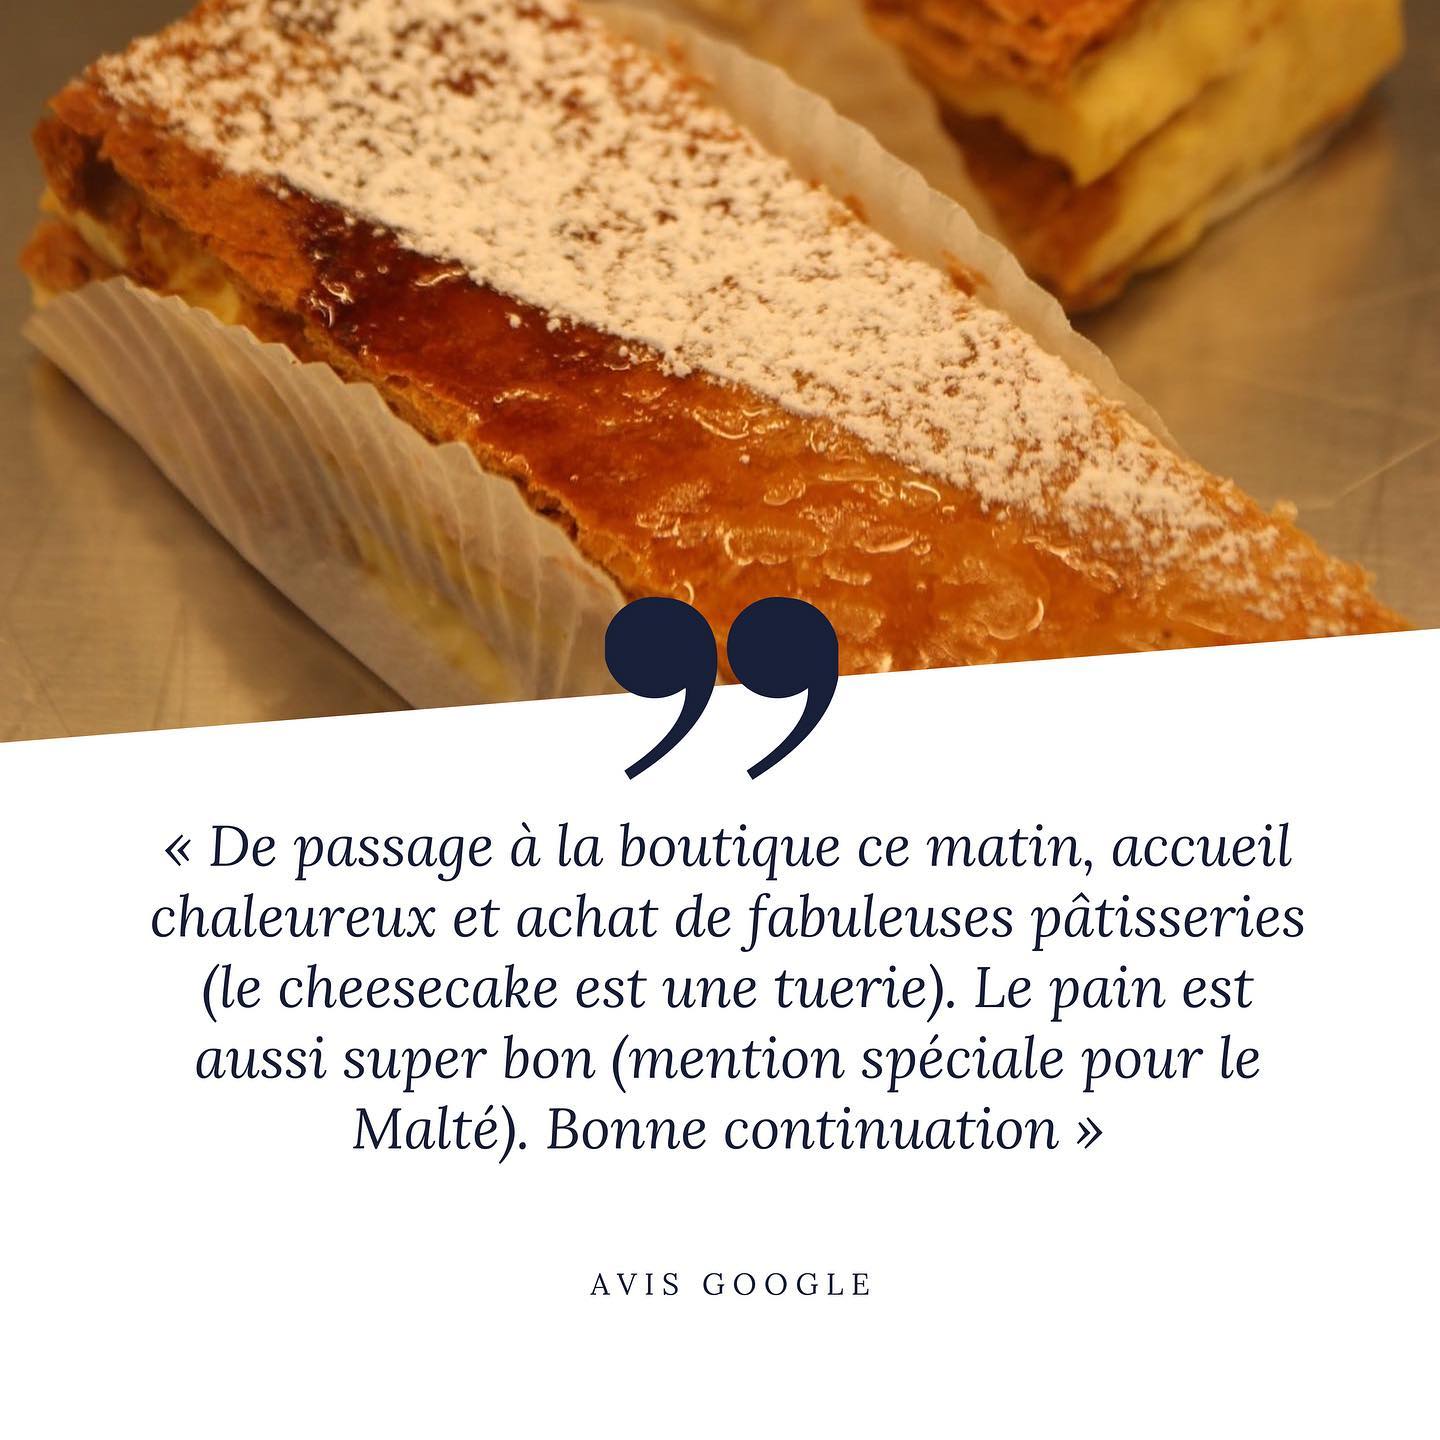 ”
« De passage à la boutique ce matin, accueil
chaleureux et achat de fabuleuses pâtisseries
(le cheesecake est une tuerie). Le pain est
aussi super bon (mention spéciale pour le
Malté). Bonne continuation »
AVIS GOOGLE